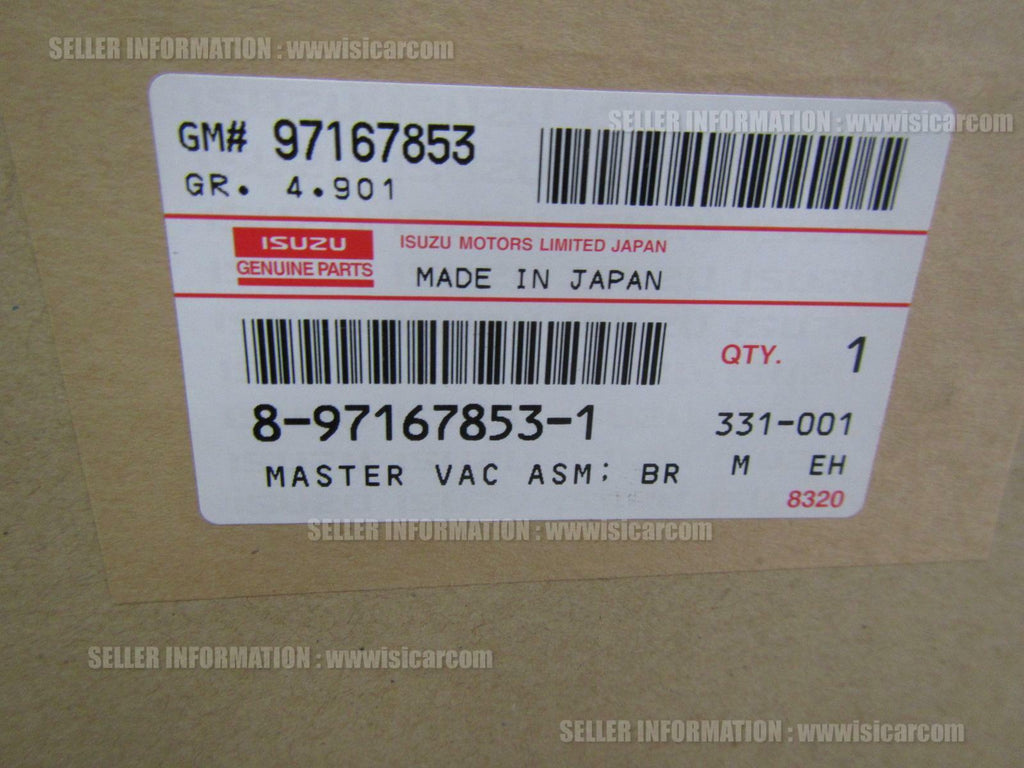 SELLER INFORMATION : wwwisicarcom
SELLER INFORMATION : wwwisicarcom
GM# 97167853
GR. 4.901
ISUZU
GENUINE PARTS
ISUZU MOTORS LIMITED JAPAN
MADE IN JAPAN
QTY. 1
8-97167853-1
331-001
MASTER VAC ASM; BR
M EH
8320
SELLER INFORMATION : wwwisicarcom
SELLER INFORMATION : wwwisicarcom
SELLER INFORMATION : wwwisicarcom